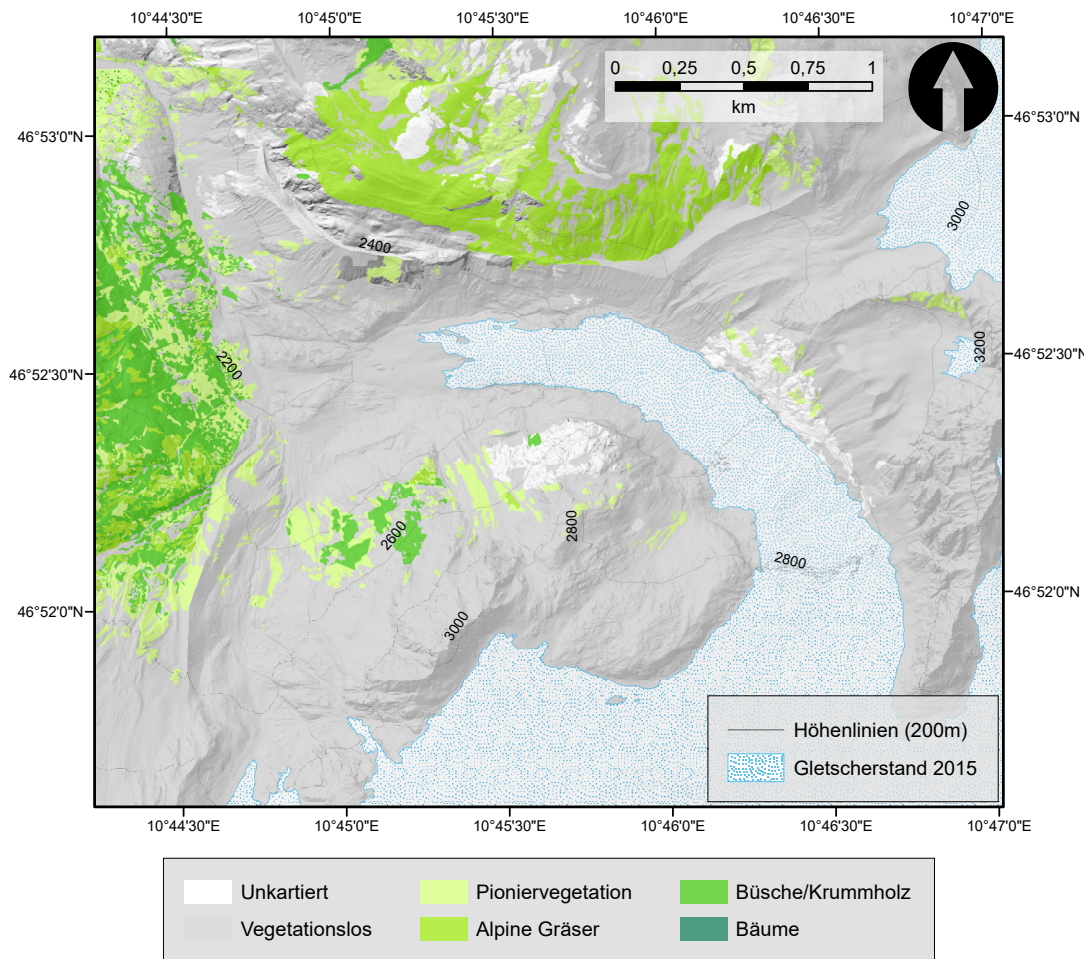 10°44'30"E 10°45'0"E 10°45'30"E 10°46'0"E 10°46'30"E 10°47'0"E
0 0,25 0,5 0,75 1
km
46°53'0"N 46°53'0"N
3000
2400
3200
46°52'30"N 46°52'30"N
2200
2600
2800
2800
46°52'0"N 46°52'0"N
3000
Höhenlinien (200m)
Gletscherstand 2015
10°44'30"E 10°45'0"E 10°45'30"E 10°46'0"E 10°46'30"E 10°47'0"E
Unkartiert Pioniervegetation Büsche/Krummholz
Vegetationslos Alpine Gräser Bäume